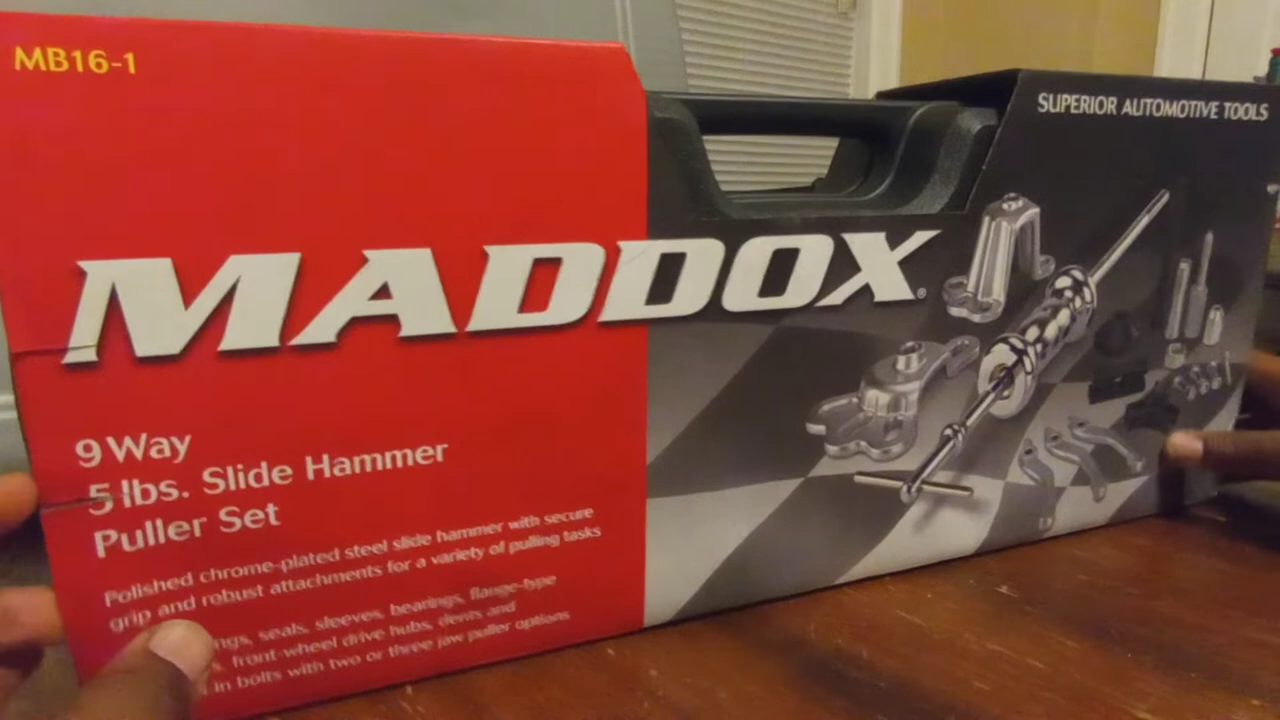 MB16-1
SUPERIOR AUTOMOTIVE TOOLS
MADDOX®
9 Way
5 lbs. Slide Hammer
Puller Set
Polished chrome-plated steel slide hammer with secure
grip and robust attachments for a variety of pulling tasks
seals, sleeves, bearings, flange-type
front-wheel drive hubs, dents and
in bolts with two or three jaw puller options